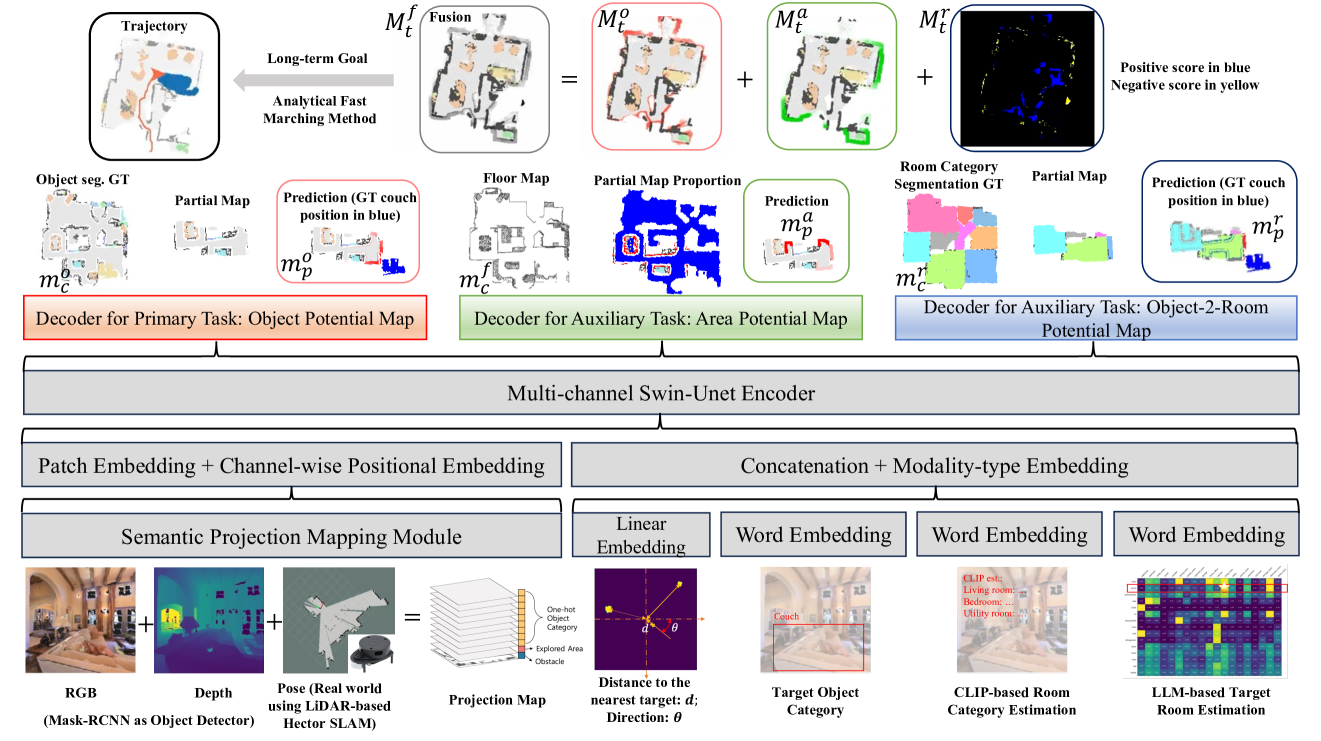 Trajectory
Long-term Goal
Analytical Fast
Marching Method
M_t^f
Fusion
=
M_t^o
+
M_t^a
+
M_t^r
Positive score in blue
Negative score in yellow
Object seg. GT
m_c^o
Partial Map
Prediction (GT couch
position in blue)
m_p^o
Floor Map
m_c^f
Partial Map Proportion
Prediction
m_p^a
Room Category
Segmentation GT
m_c^r
Partial Map
Prediction (GT couch
position in blue)
m_p^r
Decoder for Primary Task: Object Potential Map
Decoder for Auxiliary Task: Area Potential Map
Decoder for Auxiliary Task: Object-2-Room
Potential Map
Multi-channel Swin-Unet Encoder
Patch Embedding + Channel-wise Positional Embedding
Concatenation + Modality-type Embedding
Semantic Projection Mapping Module
Linear
Embedding
Word Embedding
Word Embedding
Word Embedding
+
+
=
One-hot
Object
Category
Explored Area
Obstacle
d
θ
Couch
CLIP est.:
Living room: ...
Bedroom: ...
Utility room: ...
RGB
Depth
(Mask-RCNN as Object Detector)
Pose (Real world
using LiDAR-based
Hector SLAM)
Projection Map
Distance to the
nearest target: d;
Direction: θ
Target Object
Category
CLIP-based Room
Category Estimation
LLM-based Target
Room Estimation